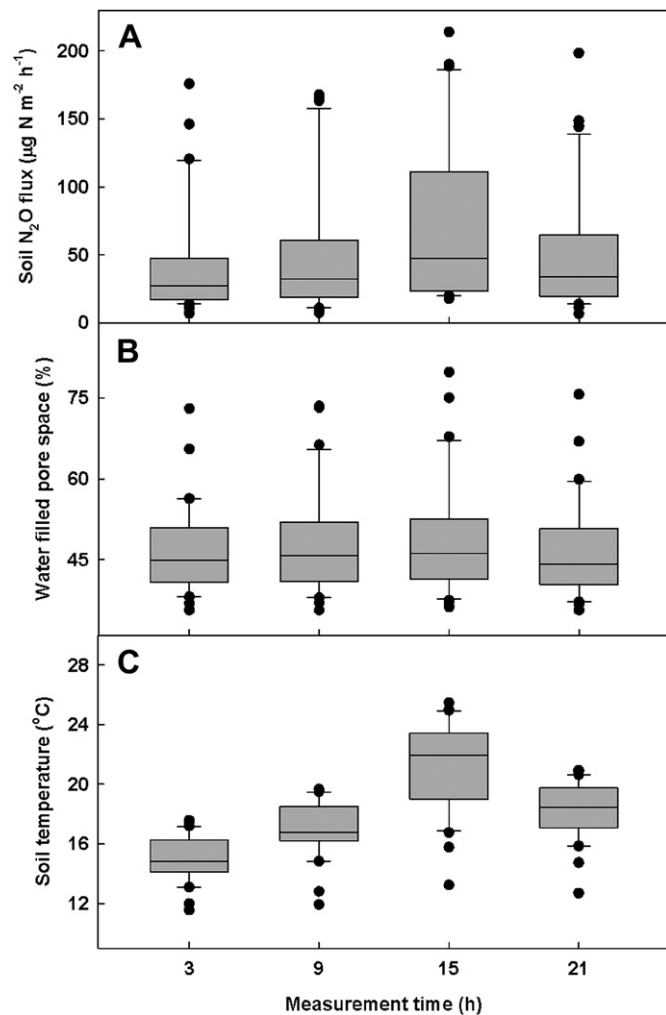 A
Soil N₂O flux (µg N m⁻² h⁻¹)
200
150
100
50
0
B
Water filled pore space (%)
75
60
45
C
Soil temperature (°C)
28
24
20
16
12
3 9 15 21
Measurement time (h)